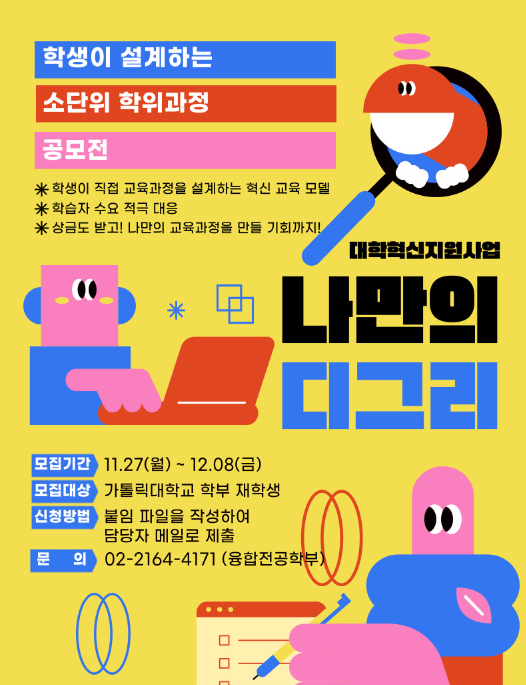 학생이 설계하는
소단위 학위과정
공모전
학생이 직접 교육과정을 설계하는 혁신 교육 모델
학습자 수요 적극 대응
상금도 받고! 나만의 교육과정을 만들 기회까지!
대학혁신지원사업
나만의
디그리
모집기간 11.27(월) ~ 12.08(금)
모집대상 가톨릭대학교 학부 재학생
신청방법 붙임 파일을 작성하여
담당자 메일로 제출
문 의 02-2164-4171 (융합전공학부)